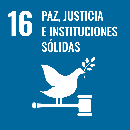 16 PAZ, JUSTICIA
E INSTITUCIONES
SÓLIDAS